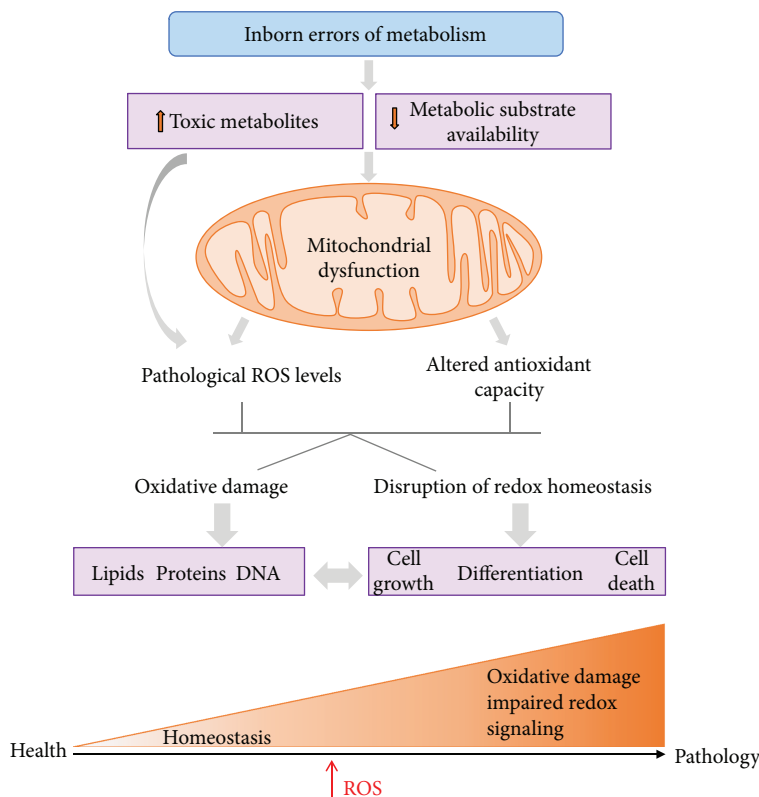 Inborn errors of metabolism
Toxic metabolites
Metabolic substrate
availability
Mitochondrial
dysfunction
Pathological ROS levels
Altered antioxidant
capacity
Oxidative damage
Disruption of redox homeostasis
Lipids Proteins DNA
Cell
growth
Differentiation
Cell
death
Oxidative damage
impaired redox
signaling
Homeostasis
Health
Pathology
ROS